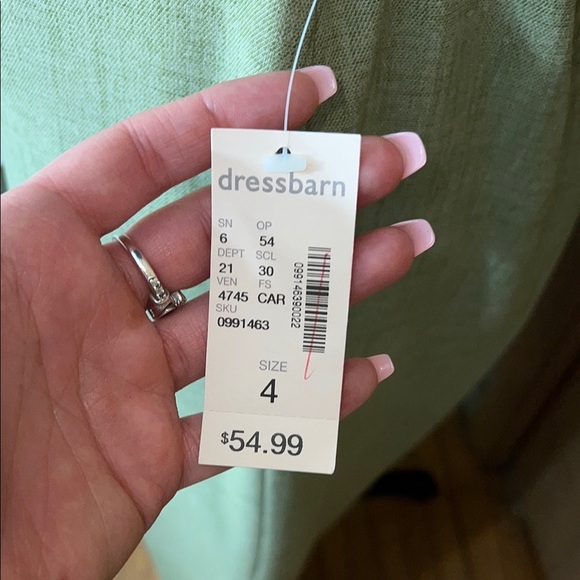 dressbarn
SN OP
6 54
DEPT SCL
21 30
VEN FS
4745 CAR
SKU
0991463
099146390022
SIZE
4
$54.99